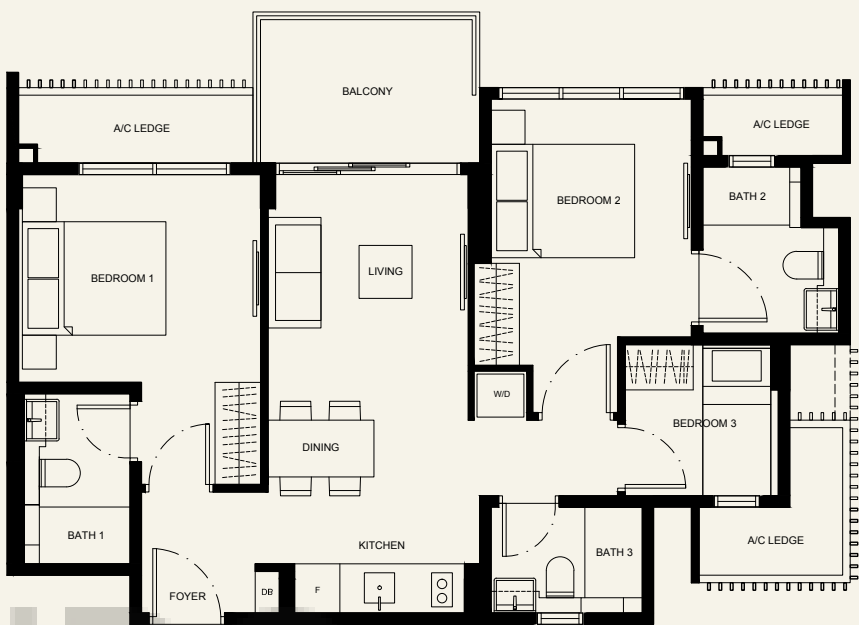 BALCONY
A/C LEDGE
A/C LEDGE
BATH 2
BEDROOM 2
LIVING
BEDROOM 1
W/D
BEDROOM 3
DINING
BATH 1
KITCHEN
BATH 3
A/C LEDGE
FOYER
DB
F